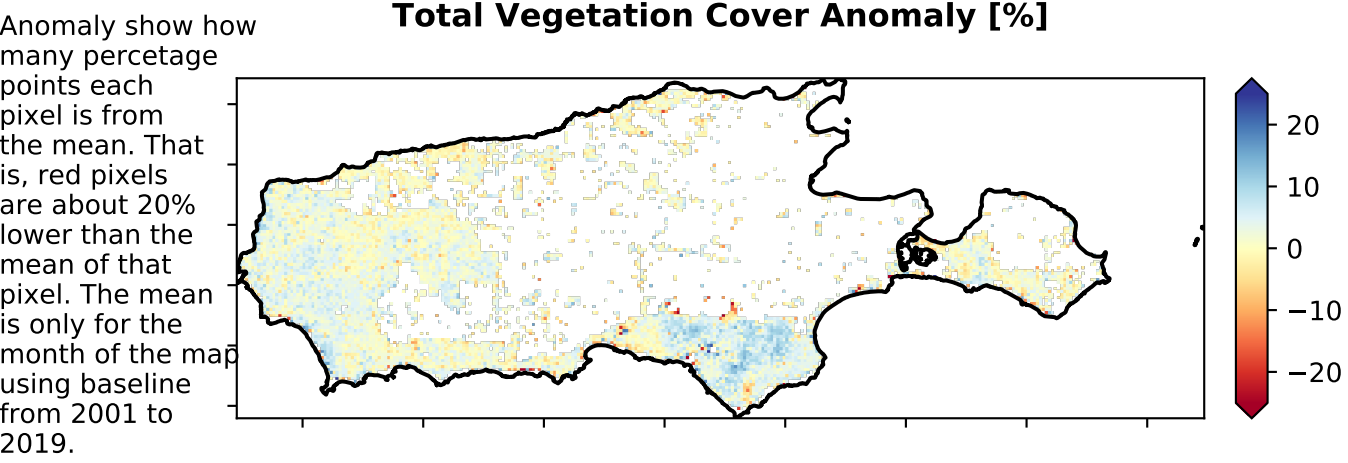 Total Vegetation Cover Anomaly [%]
Anomaly show how
many percetage
points each
pixel is from
the mean. That
is, red pixels
are about 20%
lower than the
mean of that
pixel. The mean
is only for the
month of the map
using baseline
from 2001 to
2019.
20
10
0
−10
−20